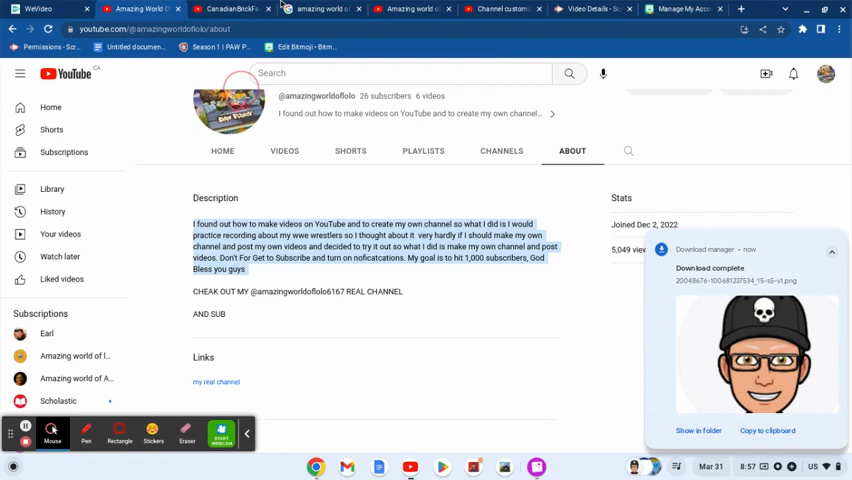 WeVideo
Amazing World O
CanadianBrickFa
amazing world of
Amazing world of
Channel custom
Video Details - Sc
Manage My Acco
youtube.com/@amazingworldoflolo/about
Permissions - Scr...
Untitled documen...
Season 1 | PAW P...
Edit Bitmoji - Bitm...
YouTube CA
Search
@amazingworldoflolo 26 subscribers 6 videos
I found out how to make videos on YouTube and to create my own channel...
HOME VIDEOS SHORTS PLAYLISTS CHANNELS ABOUT
Home
Shorts
Subscriptions
Library
History
Your videos
Watch later
Liked videos
Subscriptions
Earl
Amazing world of l...
Amazing world of A...
Scholastic
Description
I found out how to make videos on YouTube and to create my own channel so what I did is I would
practice recording about my wwe wrestlers so I thought about it very hardly if I should make my own
channel and post my own videos and decided to try it out so what I did is make my own channel and post
videos. Don't For Get to Subscribe and turn on noficatcations. My goal is to hit 1,000 subscribers, God
Bless you guys
CHEAK OUT MY @amazingworldoflolo6167 REAL CHANNEL
AND SUB
Links
my real channel
Stats
Joined Dec 2, 2022
5,049 view
Download manager • now
Download complete
20048676-100681237534_15-s5-v1.png
Show in folder
Copy to clipboard
Mouse
Pen
Rectangle
Stickers
Eraser
START
WEBCAM
Mar 31
8:57
US